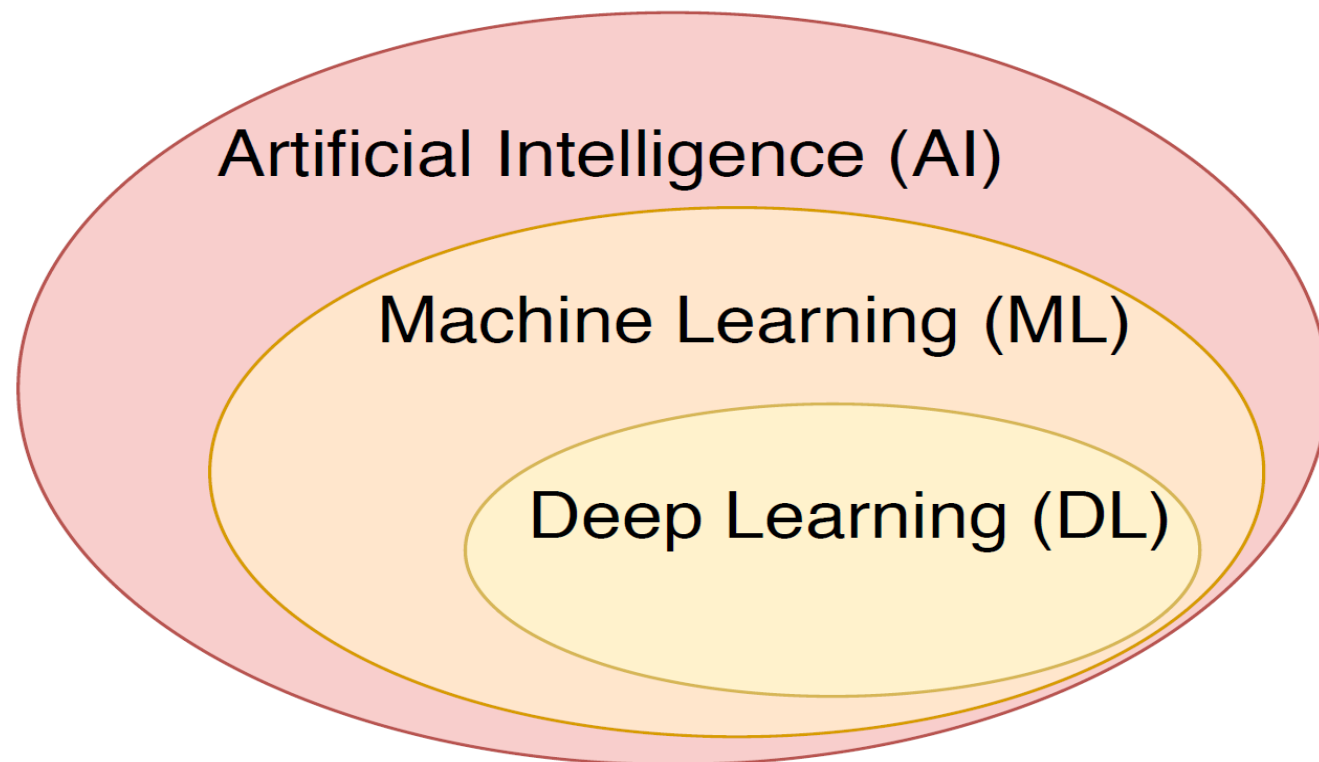 Artificial Intelligence (AI)
Machine Learning (ML)
Deep Learning (DL)